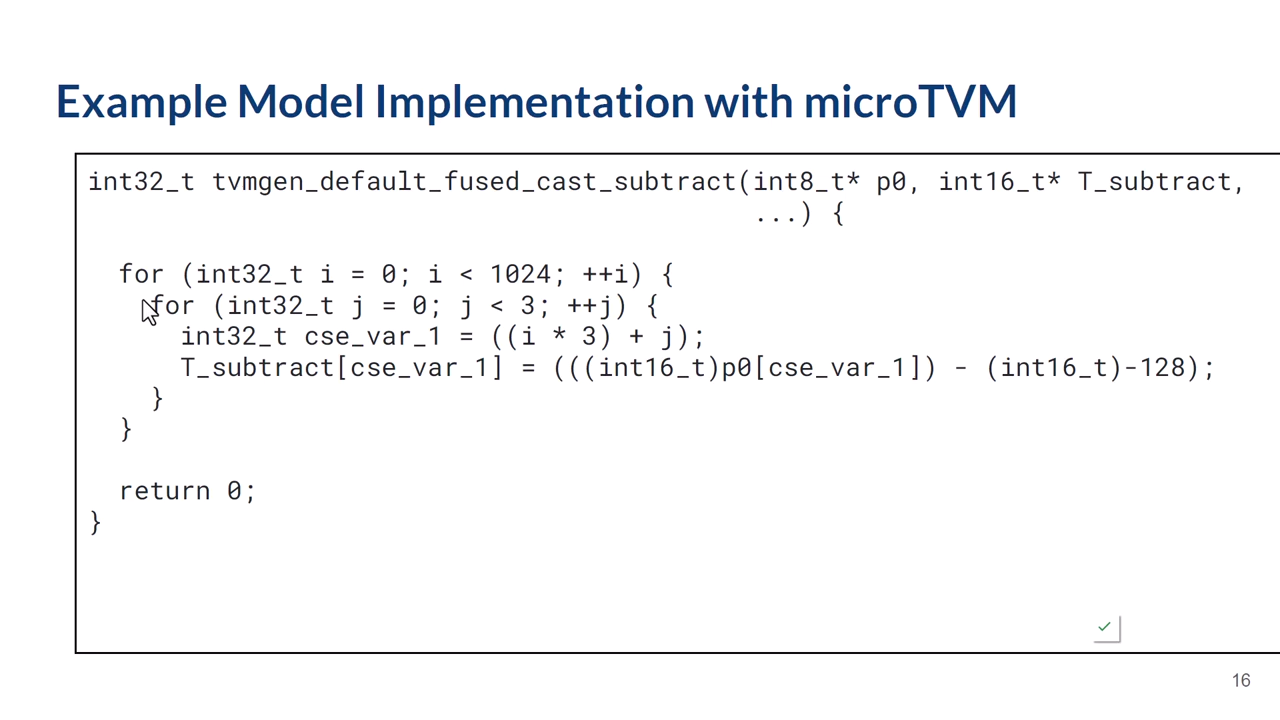 Example Model Implementation with microTVM
int32_t tvmgen_default_fused_cast_subtract(int8_t* p0, int16_t* T_subtract,
...) {
for (int32_t i = 0; i < 1024; ++i) {
for (int32_t j = 0; j < 3; ++j) {
int32_t cse_var_1 = ((i * 3) + j);
T_subtract[cse_var_1] = (((int16_t)p0[cse_var_1]) - (int16_t)-128);
}
}
return 0;
}
16